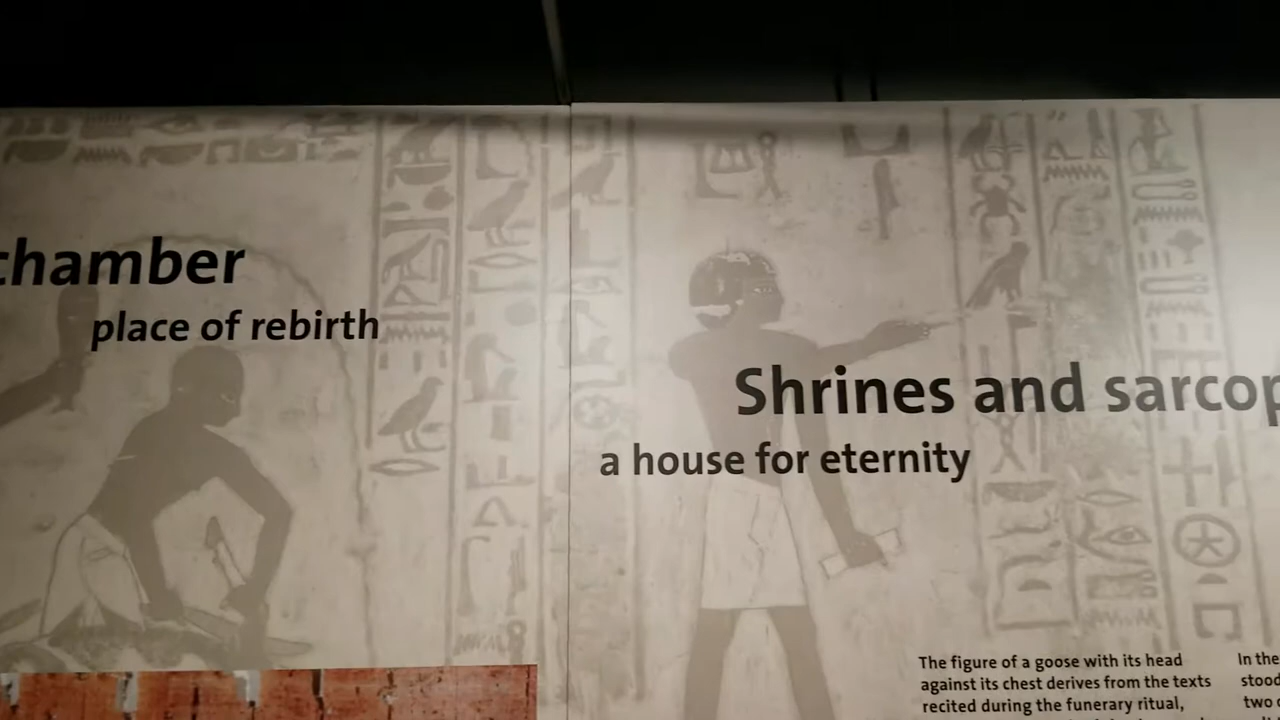 chamber
place of rebirth
Shrines and sarcop
a house for eternity
The figure of a goose with its head
against its chest derives from the texts
recited during the funerary ritual,
In the
stood
two